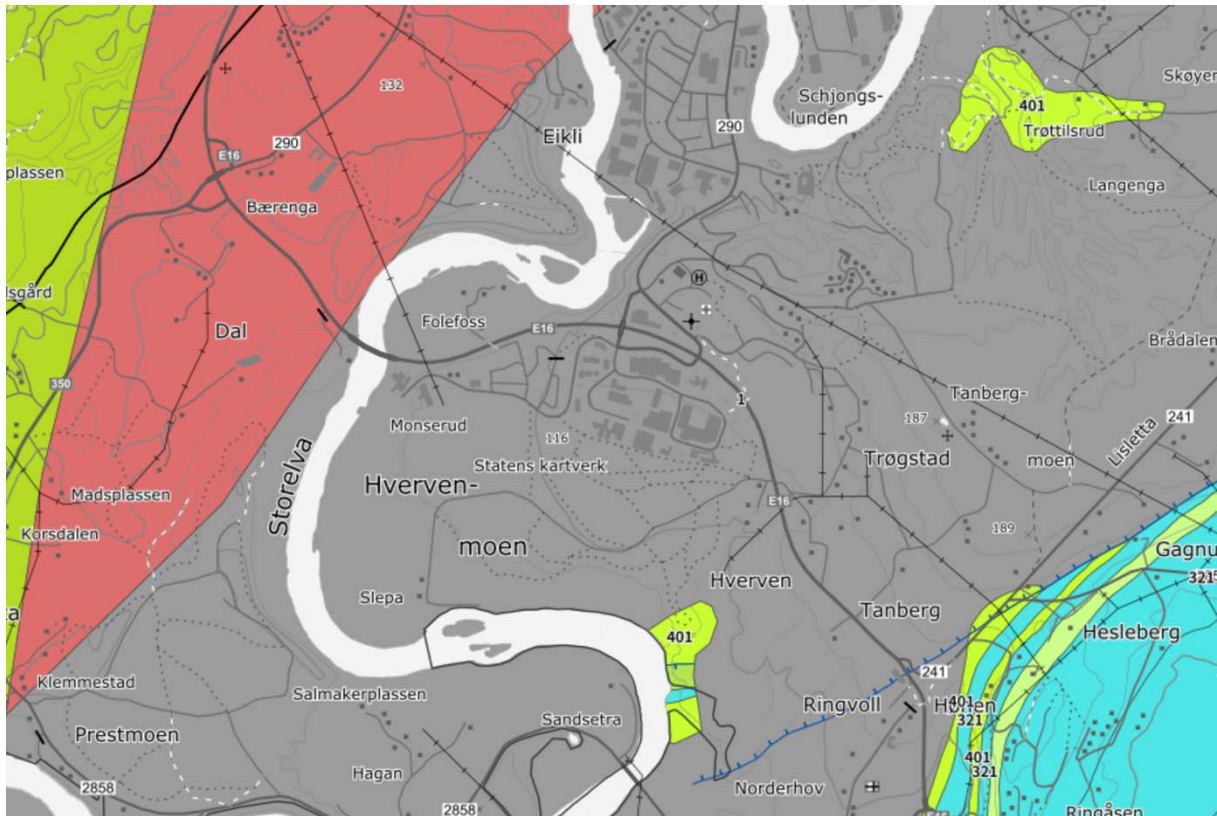 Skøyen
132
401
Schjongs-
lunden
Trøttilsrud
290
Eikli
290
E16
plassen
Langenga
Bærenga
H
lsgård
Folefoss
E16
Dal
Brådalen
350
Tanberg-
1
187
241
Monserud
116
Lisletta
Trøgstad
moen
Statens kartverk
Storelva
Hverven-
Madsplassen
E16
189
Korsdalen
moen
Gagnu
321
Hverven
Slepa
Tanberg
401
Hesleberg
Klemmestad
241
Salmakerplassen
Ringvoll
Hønen
401
321
Sandsetra
Prestmoen
401
321
Hagan
Norderhov
2858
2858
Ringåsen
E16